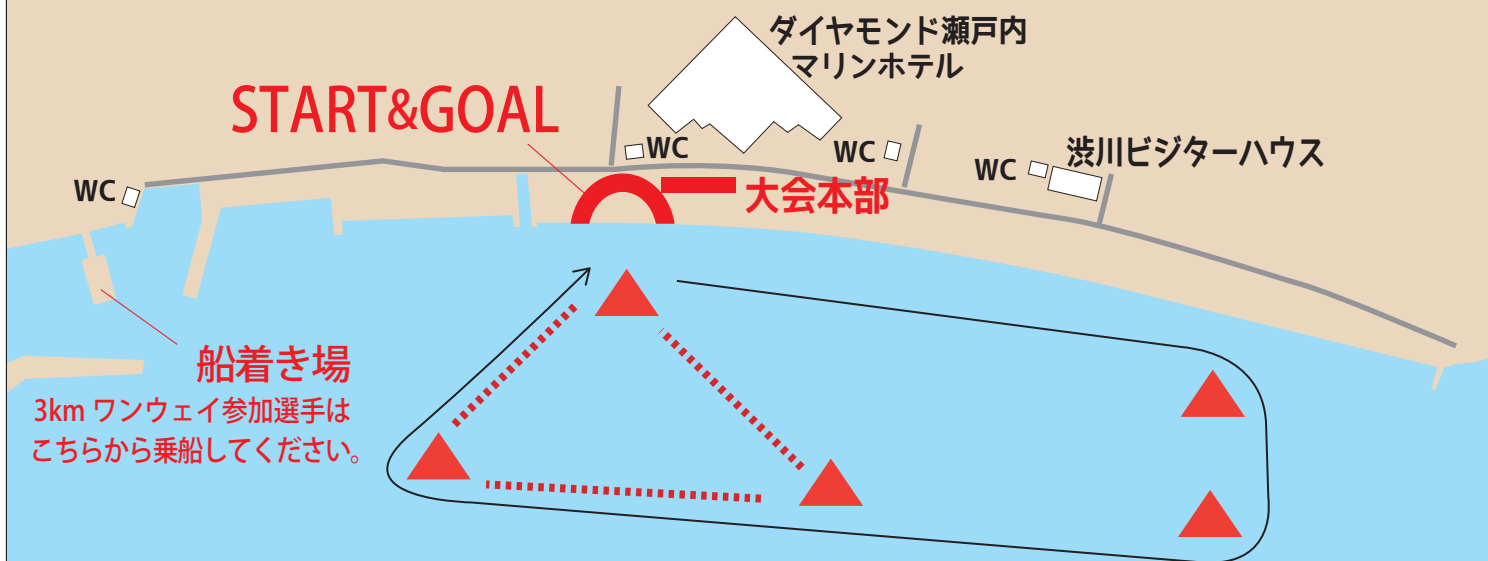 ダイヤモンド瀬戸内
マリンホテル
START&GOAL
WC
WC
WC
渋川ビジターハウス
WC
大会本部
船着き場
3km ワンウェイ参加選手は
こちらから乗船してください。